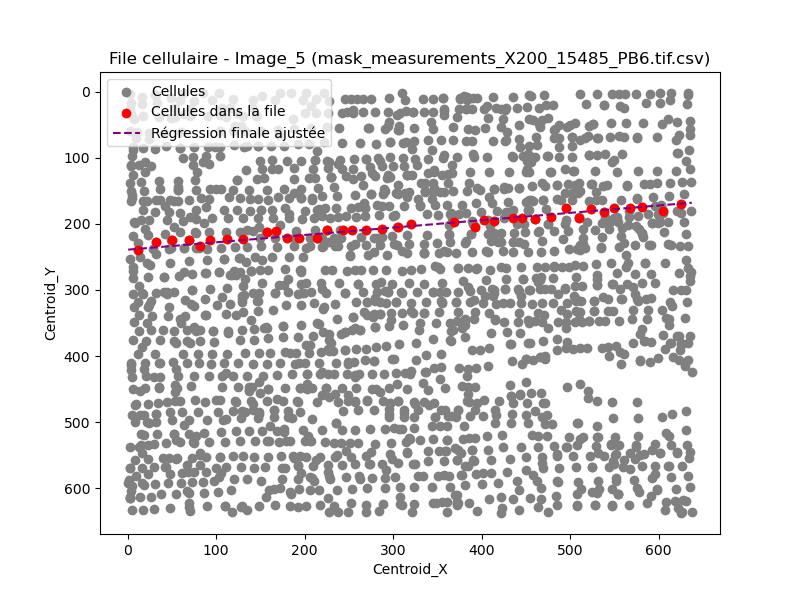 File cellulaire - Image_5 (mask_measurements_X200_15485_PB6.tif.csv)
Cellules
Cellules dans la file
Régression finale ajustée
0
100
200
300
400
500
600
Centroid_Y
0 100 200 300 400 500 600
Centroid_X